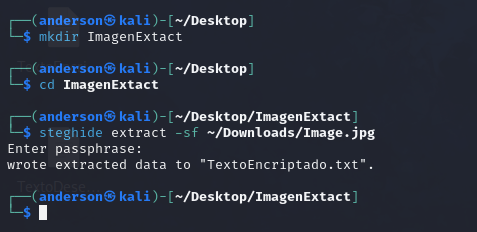 ┌──(anderson㉿kali)-[~/Desktop]
└─$ mkdir ImagenExtact
┌──(anderson㉿kali)-[~/Desktop]
└─$ cd ImagenExtact
┌──(anderson㉿kali)-[~/Desktop/ImagenExtact]
└─$ steghide extract -sf ~/Downloads/Image.jpg
Enter passphrase:
wrote extracted data to "TextoEncriptado.txt".
┌──(anderson㉿kali)-[~/Desktop/ImagenExtact]
└─$